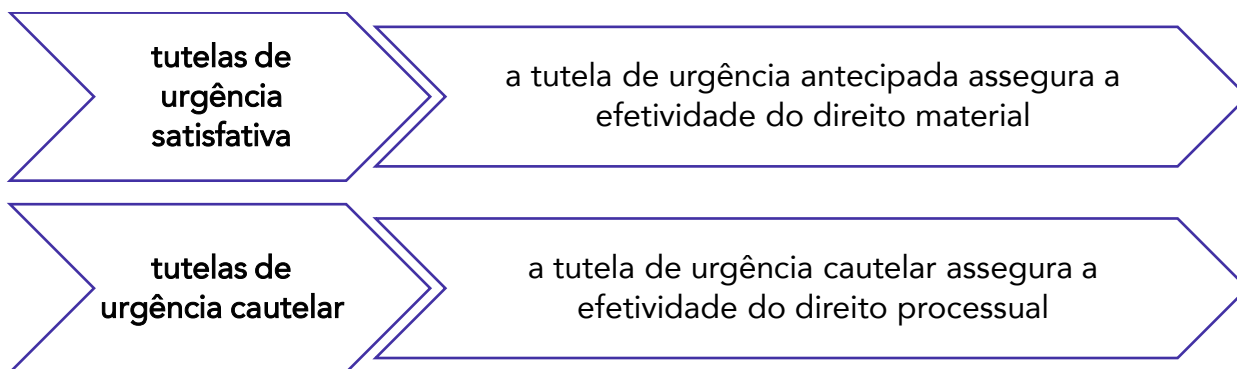 tutelas de
urgência
satisfativa
a tutela de urgência antecipada assegura a
efetividade do direito material
tutelas de
urgência cautelar
a tutela de urgência cautelar assegura a
efetividade do direito processual